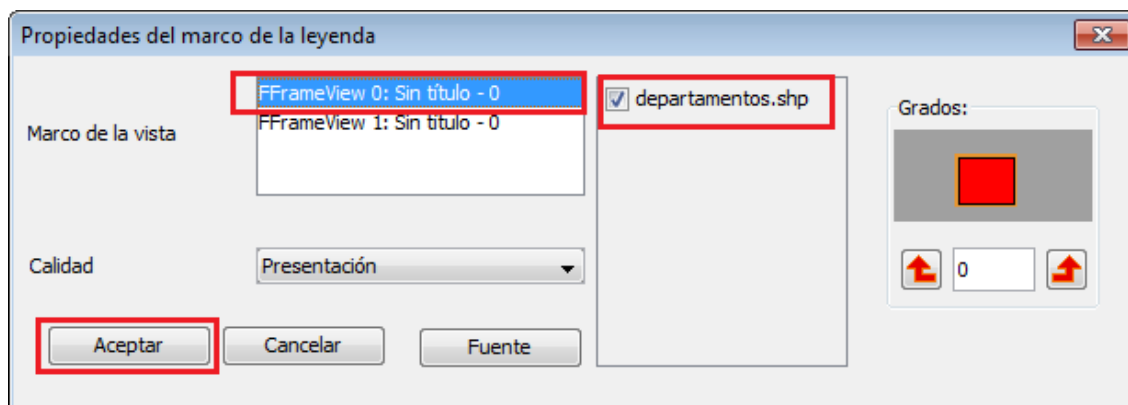 Propiedades del marco de la leyenda
Marco de la vista
FFrameView 0: Sin título - 0
FFrameView 1: Sin título - 0
departamentos.shp
Grados:
0
Calidad
Presentación
Aceptar
Cancelar
Fuente